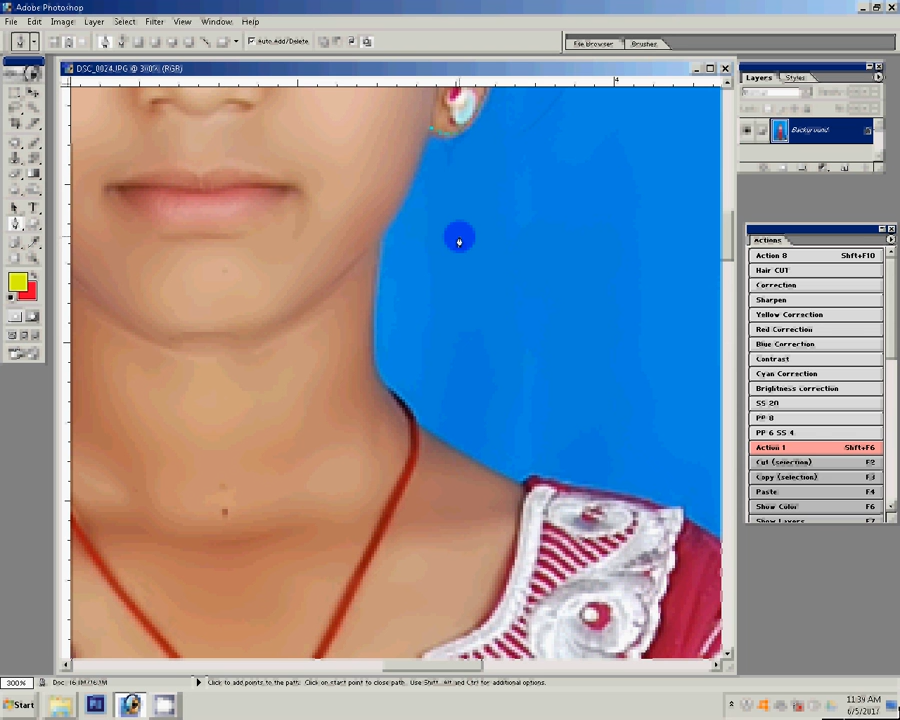 Adobe Photoshop
File Edit Image Layer Select Filter View Window Help
Auto Add/Delete
File Browser Brushes
DSC_0024.JPG @ 300% (RGB)
4
Layers Styles
Background
Actions
Action 8 Shft+F10
Hair CUT
Correction
Sharpen
Yellow Correction
Red Correction
Blue Correction
Contrast
Cyan Correction
Brightness correction
SS 20
PP 8
PP 6 SS 4
Action 1 Shft+F6
Cut (selection) F2
Copy (selection) F3
Paste F4
Show Color F6
Show Layers F7
300% Click to add points to the path. Click on start point to close path. Use Shift, Alt, and Ctrl for additional options.
Start
11:39 AM
6/5/2017